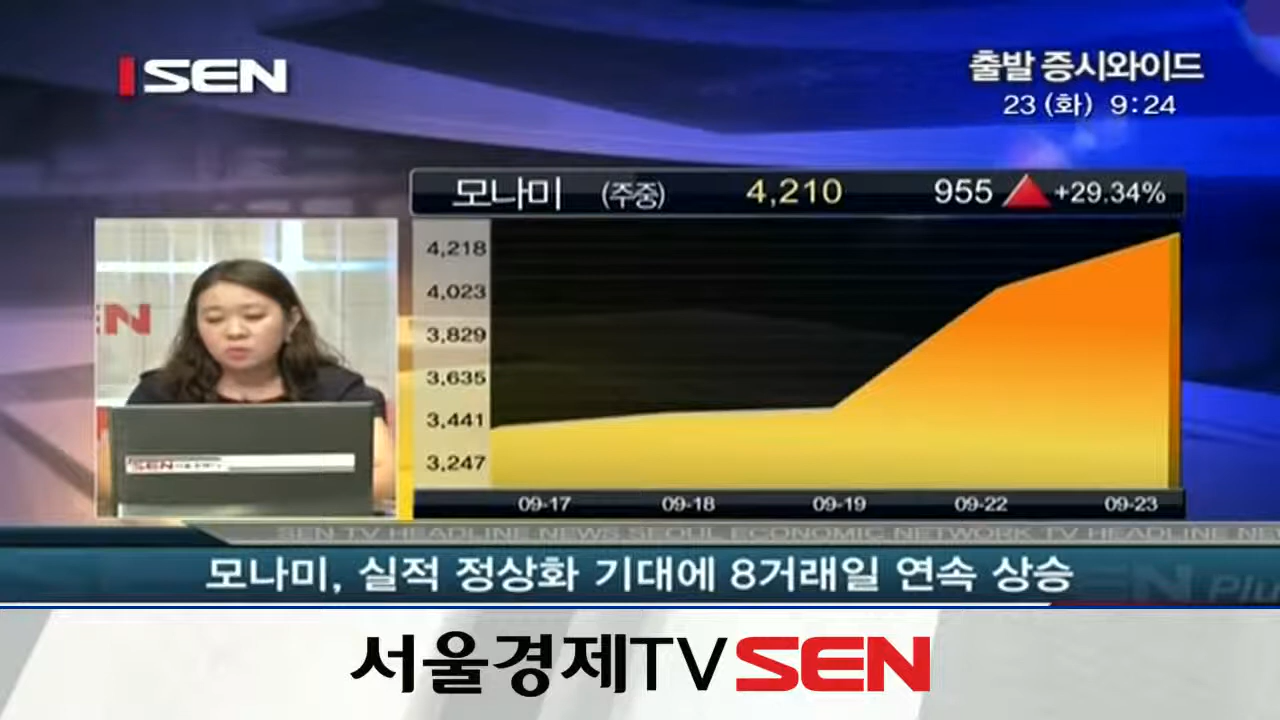 SEN
출발 증시와이드
23 (화) 9:24
모나미 (주중) 4,210 955 ▲ +29.34%
4,218
4,023
3,829
3,635
3,441
3,247
09-17 09-18 09-19 09-22 09-23
EN
SEN
SEN TV HEADLINE NEWS SEOUL ECONOMIC NETWORK TV HEADLINE NE
모나미, 실적 정상화 기대에 8거래일 연속 상승
EN Plu
서울경제TV SEN